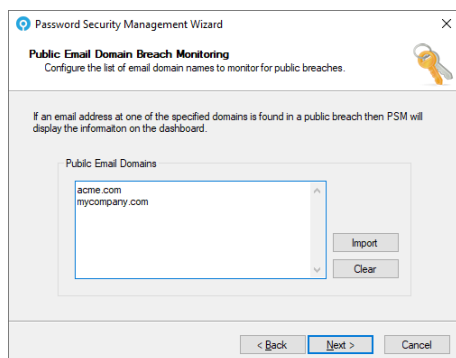 Password Security Management Wizard
Public Email Domain Breach Monitoring
Configure the list of email domain names to monitor for public breaches.
If an email address at one of the specified domains is found in a public breach then PSM will
display the informaiton on the dashboard.
Public Email Domains
acme.com
mycompany.com
Import
Clear
< Back
Next >
Cancel